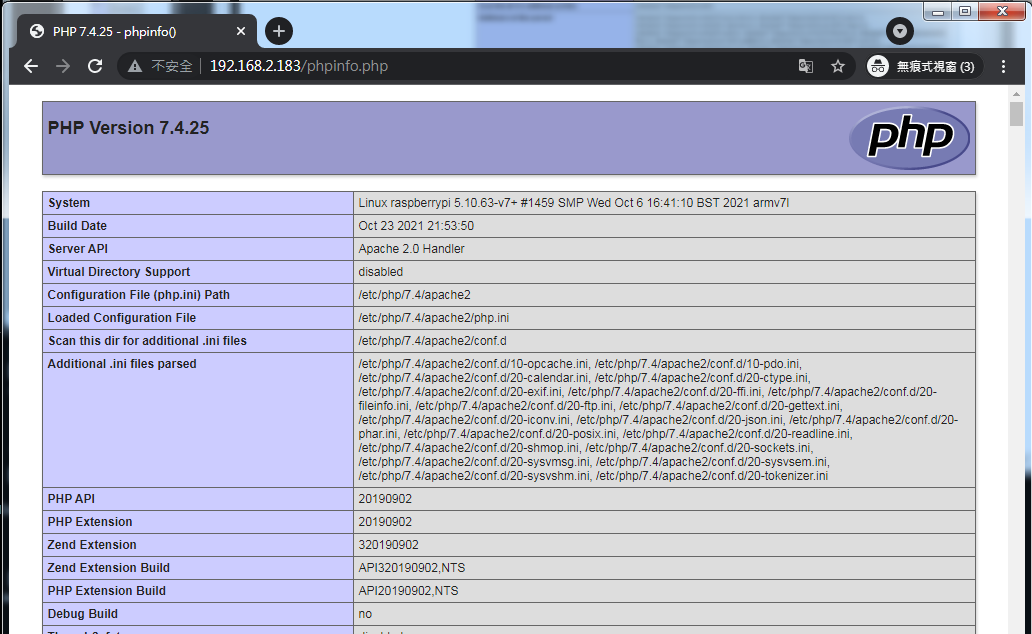 PHP 7.4.25 - phpinfo()
不安全 192.168.2.183/phpinfo.php 無痕式視窗 (3)
PHP Version 7.4.25 php
System Linux raspberrypi 5.10.63-v7+ #1459 SMP Wed Oct 6 16:41:10 BST 2021 armv7l
Build Date Oct 23 2021 21:53:50
Server API Apache 2.0 Handler
Virtual Directory Support disabled
Configuration File (php.ini) Path /etc/php/7.4/apache2
Loaded Configuration File /etc/php/7.4/apache2/php.ini
Scan this dir for additional .ini files /etc/php/7.4/apache2/conf.d
Additional .ini files parsed /etc/php/7.4/apache2/conf.d/10-opcache.ini, /etc/php/7.4/apache2/conf.d/10-pdo.ini,
/etc/php/7.4/apache2/conf.d/20-calendar.ini, /etc/php/7.4/apache2/conf.d/20-ctype.ini,
/etc/php/7.4/apache2/conf.d/20-exif.ini, /etc/php/7.4/apache2/conf.d/20-ffi.ini, /etc/php/7.4/apache2/conf.d/20-
fileinfo.ini, /etc/php/7.4/apache2/conf.d/20-ftp.ini, /etc/php/7.4/apache2/conf.d/20-gettext.ini,
/etc/php/7.4/apache2/conf.d/20-iconv.ini, /etc/php/7.4/apache2/conf.d/20-json.ini, /etc/php/7.4/apache2/conf.d/20-
phar.ini, /etc/php/7.4/apache2/conf.d/20-posix.ini, /etc/php/7.4/apache2/conf.d/20-readline.ini,
/etc/php/7.4/apache2/conf.d/20-shmop.ini, /etc/php/7.4/apache2/conf.d/20-sockets.ini,
/etc/php/7.4/apache2/conf.d/20-sysvmsg.ini, /etc/php/7.4/apache2/conf.d/20-sysvsem.ini,
/etc/php/7.4/apache2/conf.d/20-sysvshm.ini, /etc/php/7.4/apache2/conf.d/20-tokenizer.ini
PHP API 20190902
PHP Extension 20190902
Zend Extension 320190902
Zend Extension Build API320190902,NTS
PHP Extension Build API20190902,NTS
Debug Build no